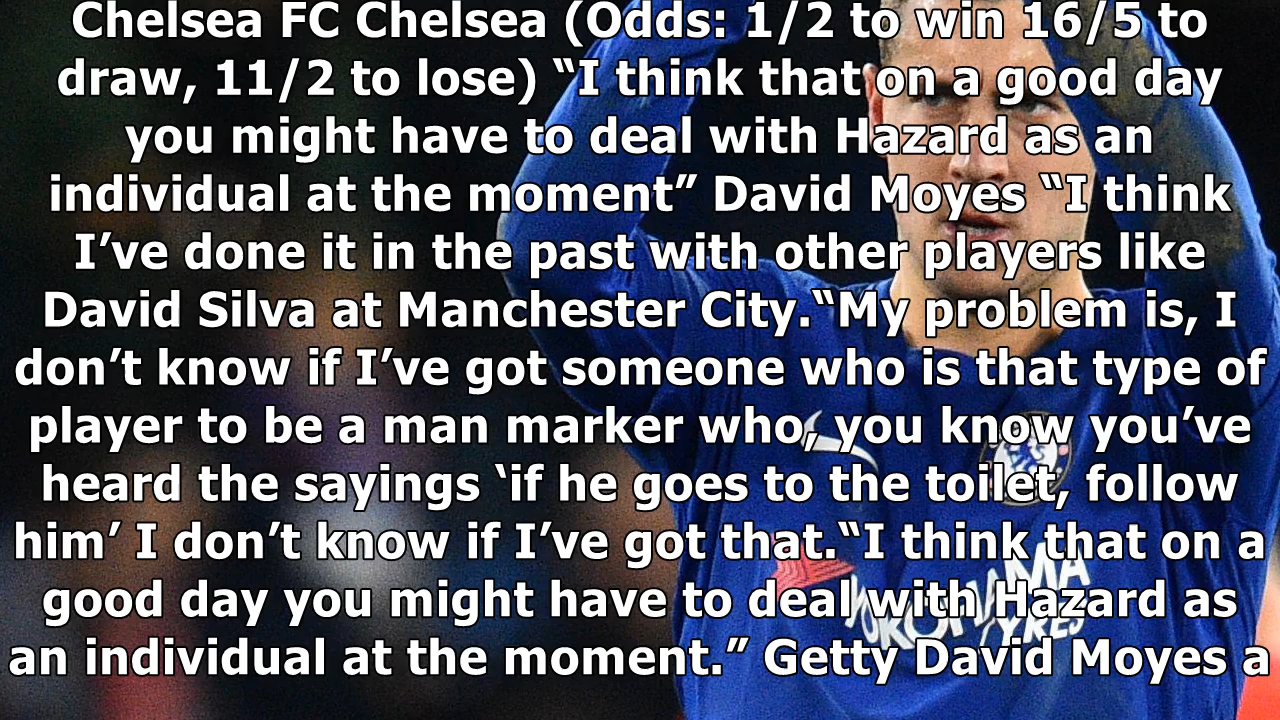 Chelsea FC Chelsea (Odds: 1/2 to win 16/5 to
draw, 11/2 to lose) “I think that on a good day
you might have to deal with Hazard as an
individual at the moment” David Moyes “I think
I’ve done it in the past with other players like
David Silva at Manchester City.“My problem is, I
don’t know if I’ve got someone who is that type of
player to be a man marker who, you know you’ve
heard the sayings ‘if he goes to the toilet, follow
him’ I don’t know if I’ve got that.“I think that on a
good day you might have to deal with Hazard as
an individual at the moment.” Getty David Moyes a
YOKOHAMA
TYRES